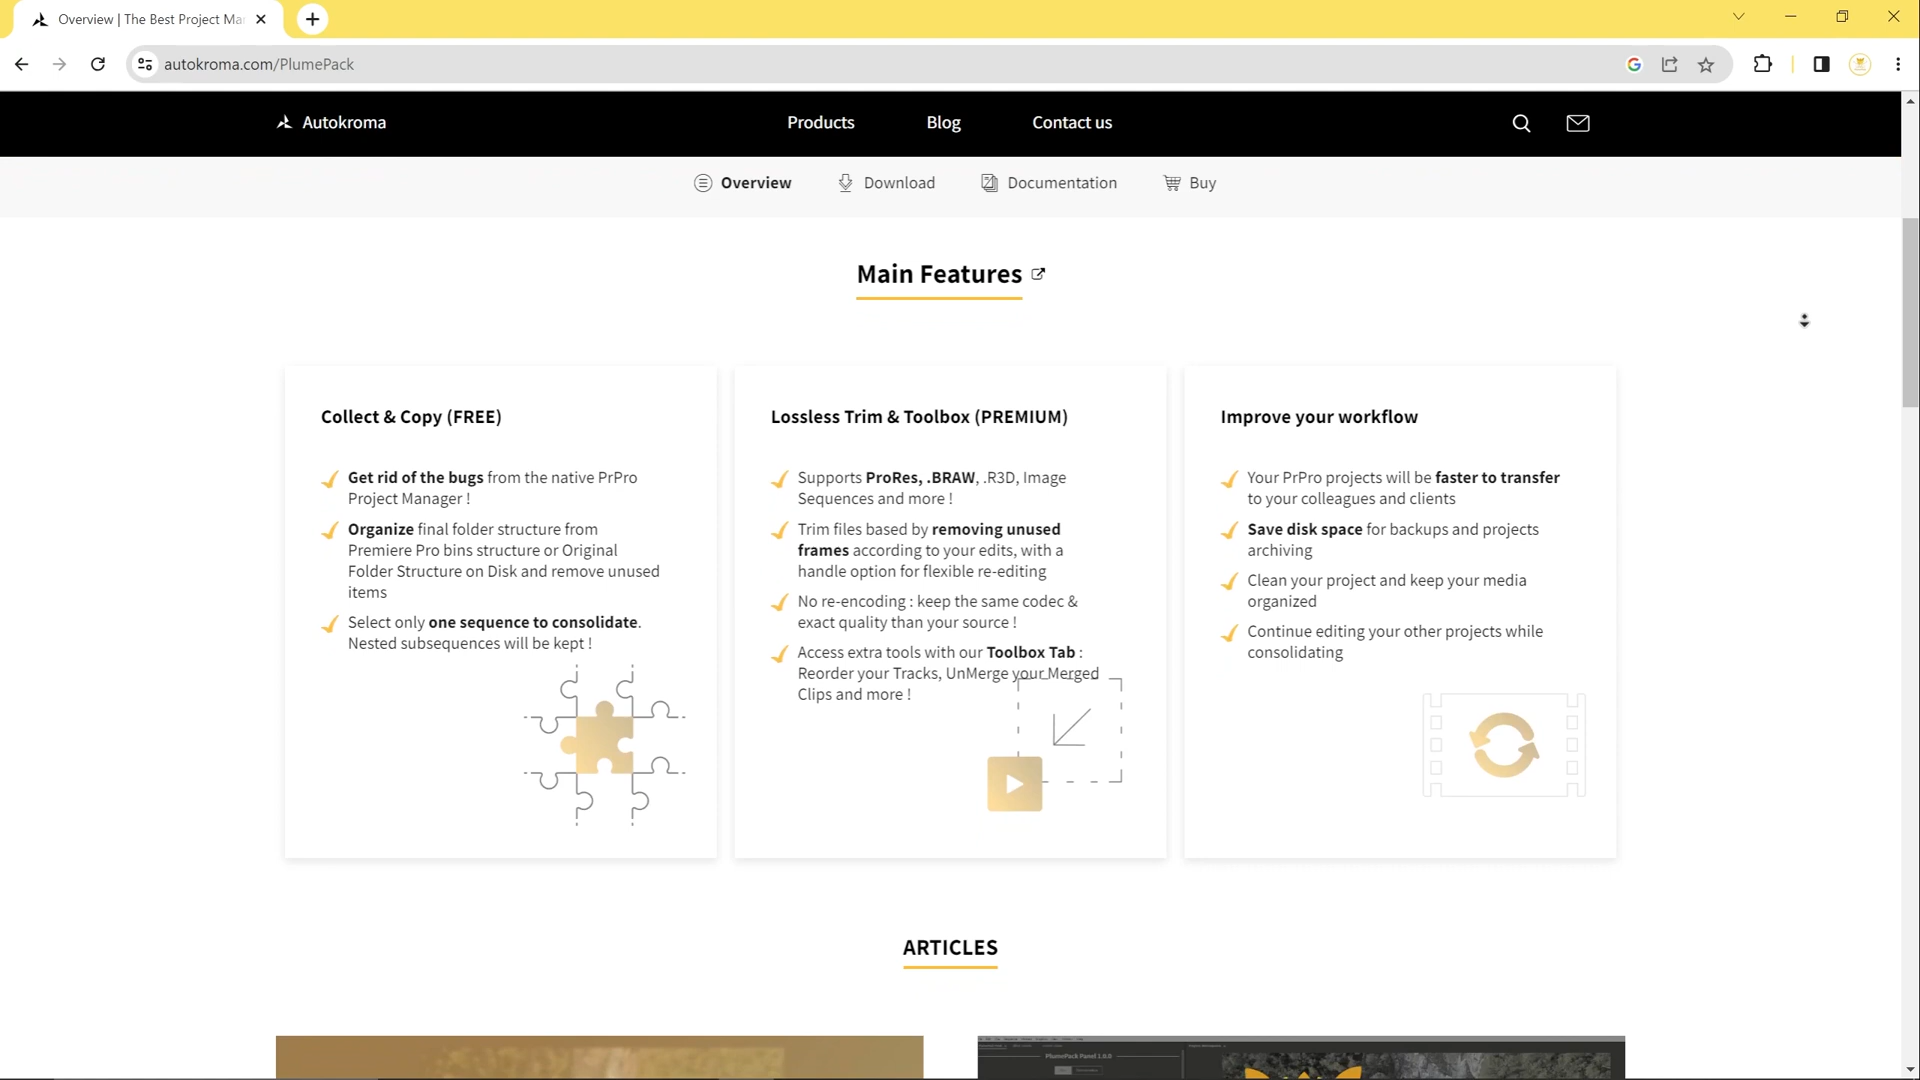 Overview | The Best Project Ma
autokroma.com/PlumePack
Autokroma
Products
Blog
Contact us
Overview
Download
Documentation
Buy
Main Features
Collect & Copy (FREE)
Get rid of the bugs from the native PrPro
Project Manager !
Organize final folder structure from
Premiere Pro bins structure or Original
Folder Structure on Disk and remove unused
items
Select only one sequence to consolidate.
Nested subsequences will be kept !
Lossless Trim & Toolbox (PREMIUM)
Supports ProRes, .BRAW, .R3D, Image
Sequences and more !
Trim files based by removing unused
frames according to your edits, with a
handle option for flexible re-editing
No re-encoding : keep the same codec &
exact quality than your source !
Access extra tools with our Toolbox Tab :
Reorder your Tracks, UnMerge your Merged
Clips and more !
Improve your workflow
Your PrPro projects will be faster to transfer
to your colleagues and clients
Save disk space for backups and projects
archiving
Clean your project and keep your media
organized
Continue editing your other projects while
consolidating
ARTICLES
PlumePack Panel 1.0.0